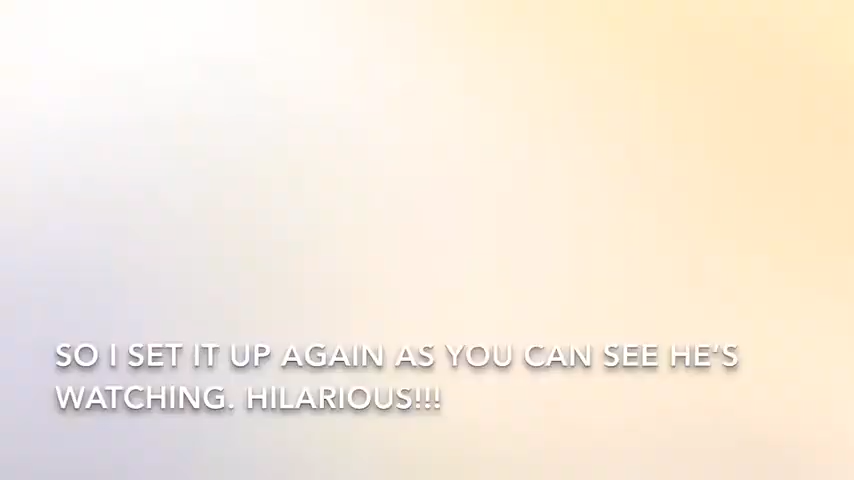 SO I SET IT UP AGAIN AS YOU CAN SEE HE'S
WATCHING. HILARIOUS!!!